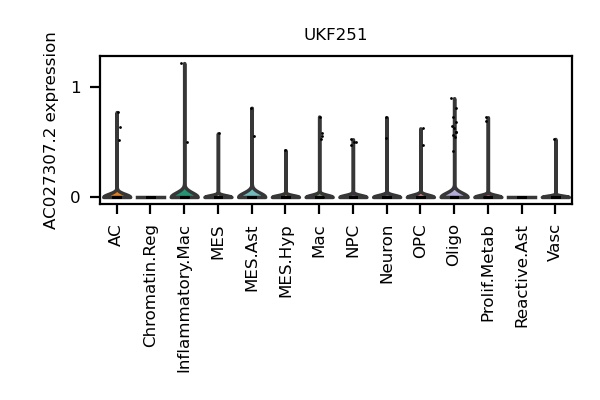 UKF251
AC027307.2 expression
1
0
AC
Chromatin.Reg
Inflammatory.Mac
MES
MES.Ast
MES.Hyp
Mac
NPC
Neuron
OPC
Oligo
Prolif.Metab
Reactive.Ast
Vasc